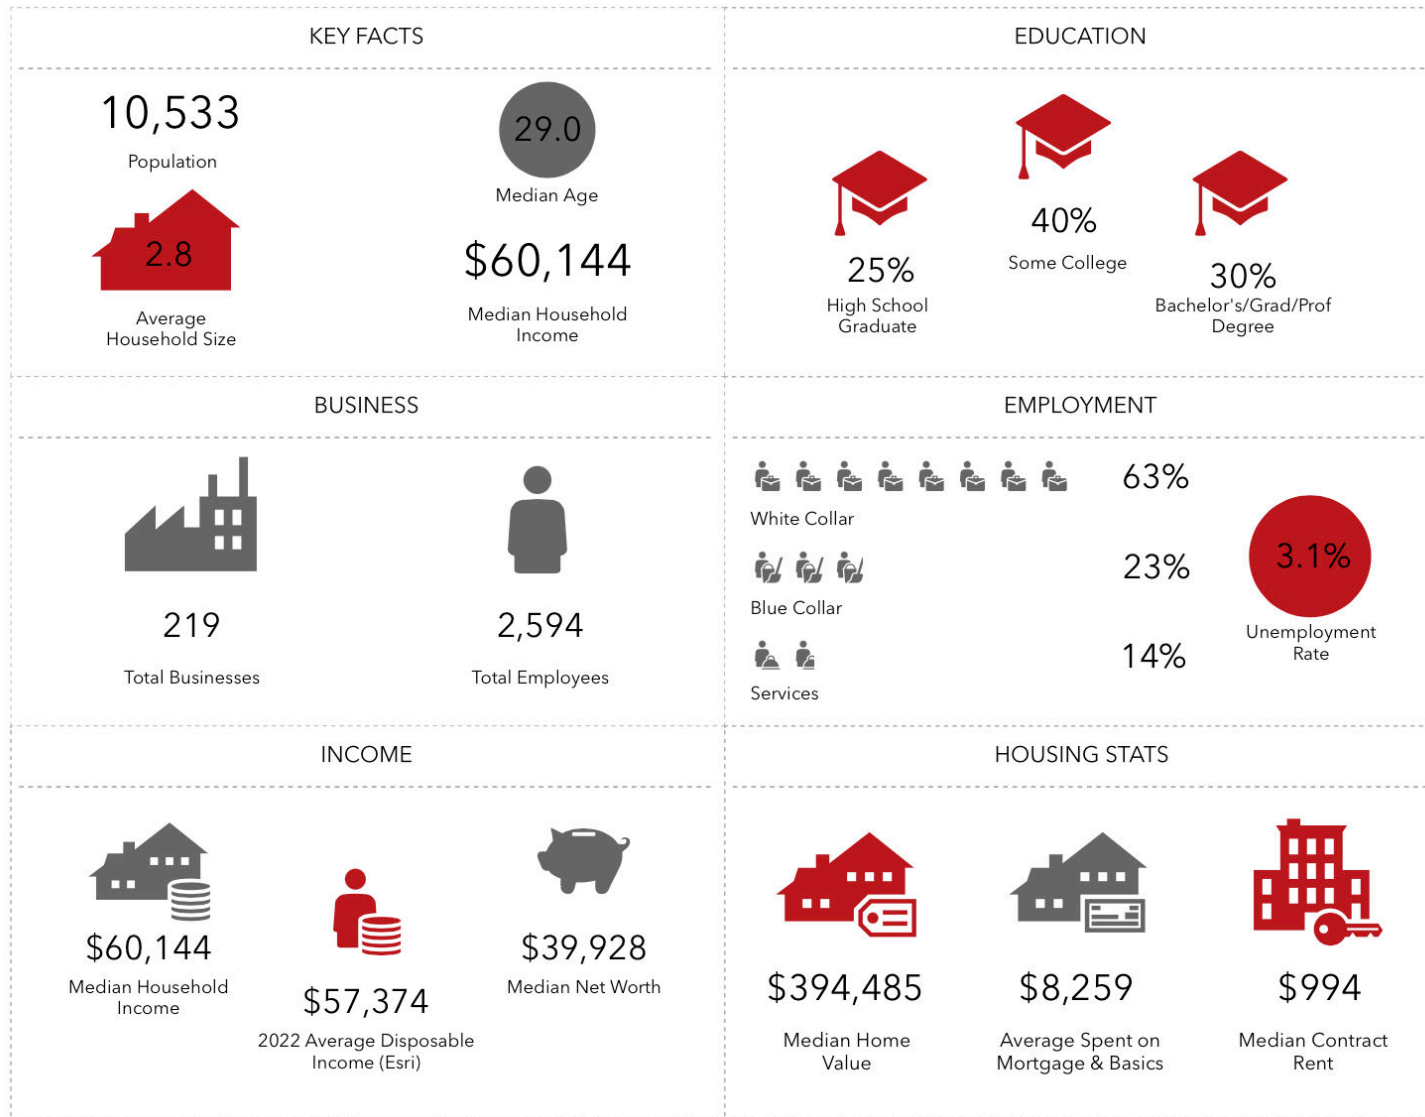 KEY FACTS
10,533
Population
29.0
Median Age
2.8
Average
Household Size
$60,144
Median Household
Income
EDUCATION
25%
High School
Graduate
40%
Some College
30%
Bachelor's/Grad/Prof
Degree
BUSINESS
219
Total Businesses
2,594
Total Employees
EMPLOYMENT
63%
White Collar
23%
Blue Collar
14%
Services
3.1%
Unemployment
Rate
INCOME
$60,144
Median Household
Income
$57,374
2022 Average Disposable
Income (Esri)
$39,928
Median Net Worth
HOUSING STATS
$394,485
Median Home
Value
$8,259
Average Spent on
Mortgage & Basics
$994
Median Contract
Rent